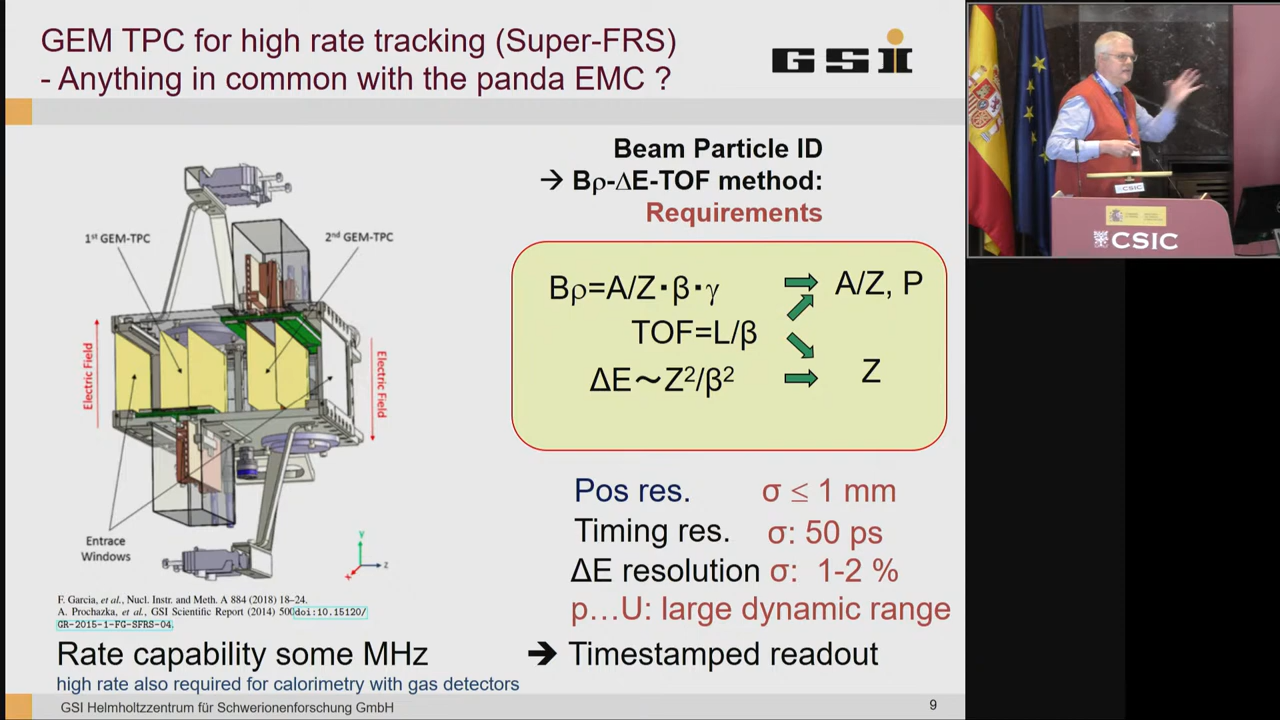 GEM TPC for high rate tracking (Super-FRS)
- Anything in common with the panda EMC ?
GSI
Beam Particle ID
→ Bρ-ΔE-TOF method:
Requirements
1st GEM-TPC
2nd GEM-TPC
Electric Field
Electric Field
Entrace
Windows
y
z
x
Bρ=A/Z·β·γ
A/Z, P
TOF=L/β
ΔE~Z²/β²
Z
Pos res. σ ≤ 1 mm
Timing res. σ: 50 ps
ΔE resolution σ: 1-2 %
p…U: large dynamic range
F. Garcia, et al., Nucl. Instr. and Meth. A 884 (2018) 18–24.
A. Prochazka, et al., GSI Scientific Report (2014) 500doi:10.15120/
GR-2015-1-FG-SFRS-04.
Rate capability some MHz
→ Timestamped readout
high rate also required for calorimetry with gas detectors
GSI Helmholtzzentrum für Schwerionenforschung GmbH
9
CSIC
CSIC